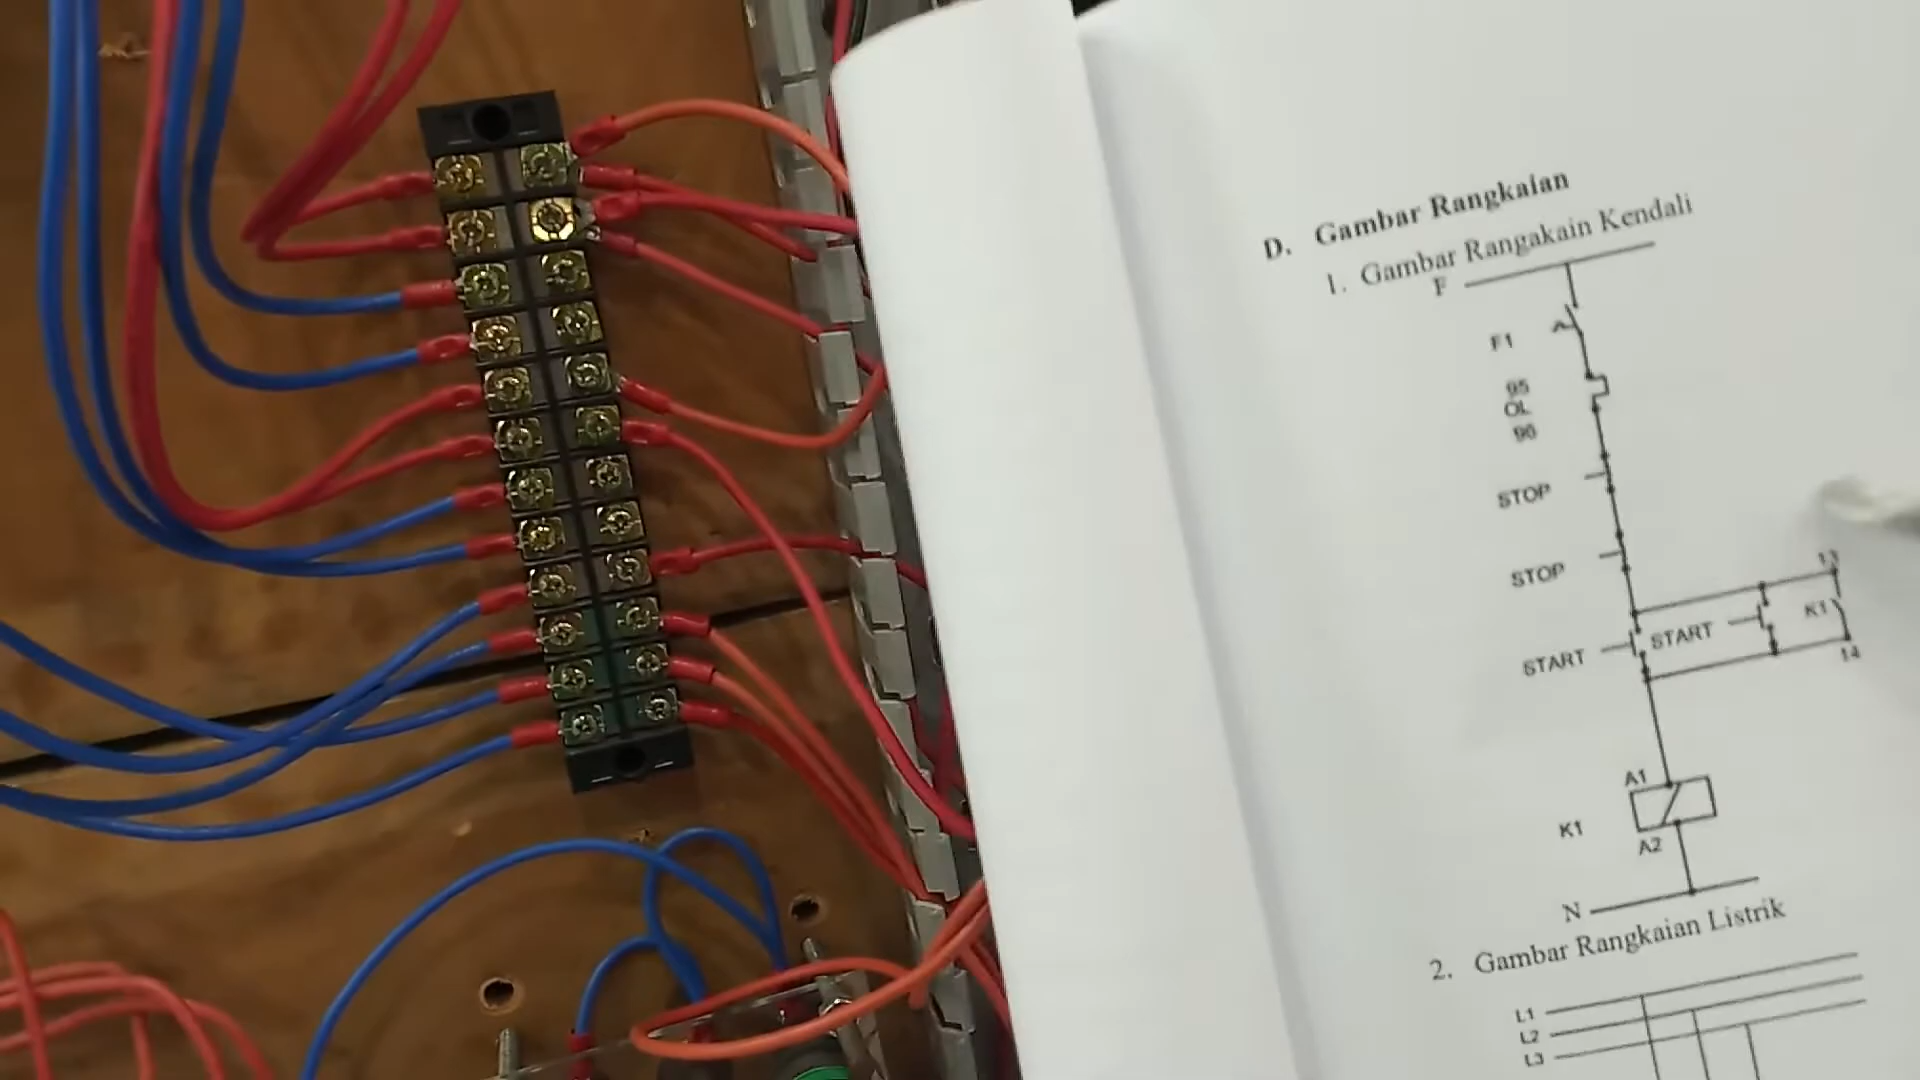 D. Gambar Rangkaian
1. Gambar Rangakain Kendali
F
F1
95
OL
96
STOP
STOP
13
START
START
K1
14
A1
K1
A2
N
2. Gambar Rangkaian Listrik
L1
L2
L3